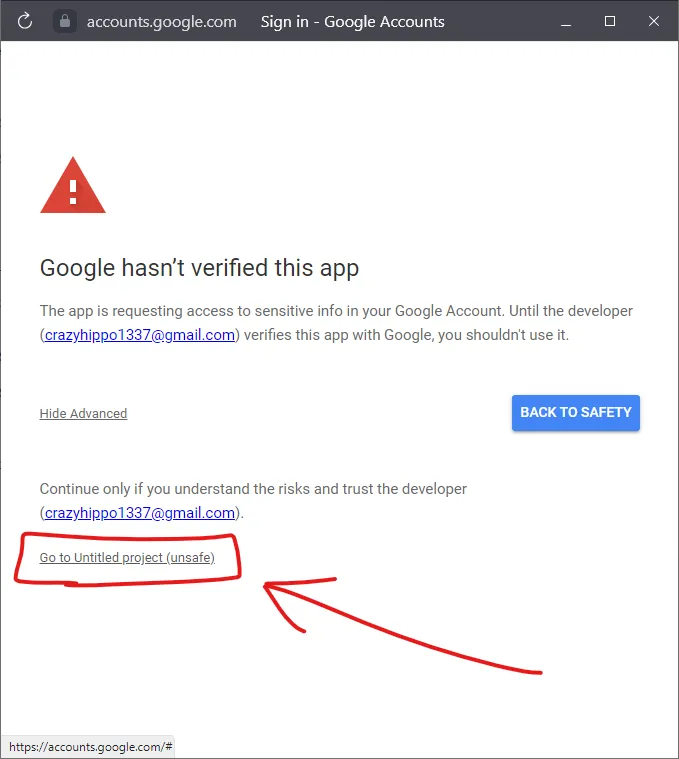 accounts.google.com Sign in - Google Accounts
Google hasn’t verified this app
The app is requesting access to sensitive info in your Google Account. Until the developer
(crazyhippo1337@gmail.com) verifies this app with Google, you shouldn't use it.
Hide Advanced
BACK TO SAFETY
Continue only if you understand the risks and trust the developer
(crazyhippo1337@gmail.com).
Go to Untitled project (unsafe)
https://accounts.google.com/#